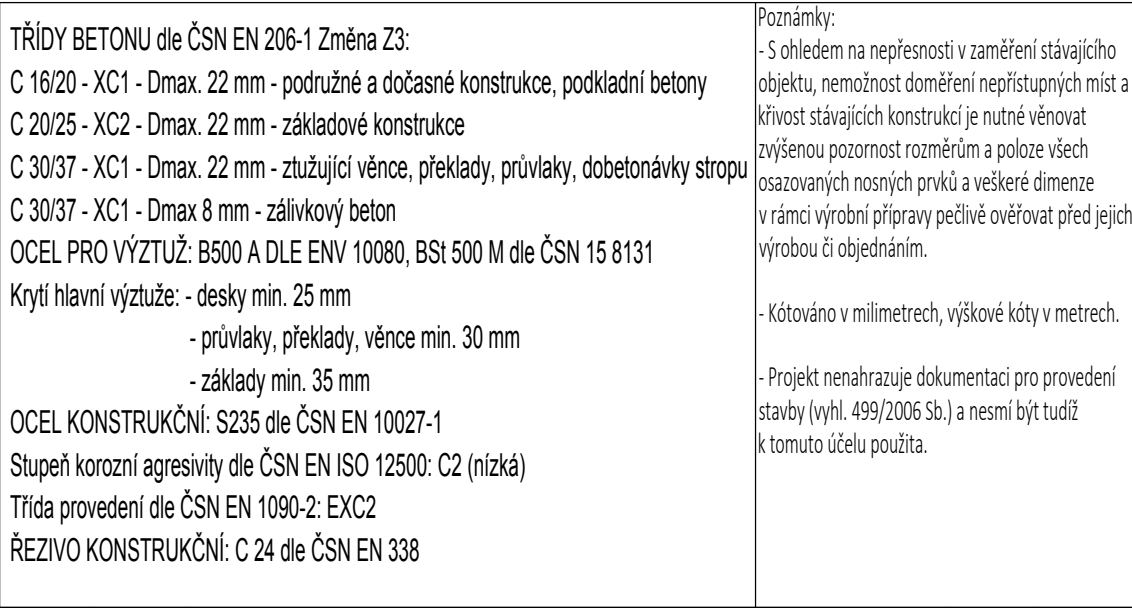 TŘÍDY BETONU dle ČSN EN 206-1 Změna Z3:
C 16/20 - XC1 - Dmax. 22 mm - podružné a dočasné konstrukce, podkladní betony
C 20/25 - XC2 - Dmax. 22 mm - základové konstrukce
C 30/37 - XC1 - Dmax. 22 mm - ztužující věnce, překlady, průvlaky, dobetonávky stropu
C 30/37 - XC1 - Dmax 8 mm - zálivkový beton
OCEL PRO VÝZTUŽ: B500 A DLE ENV 10080, BSt 500 M dle ČSN 15 8131
Krytí hlavní výztuže: - desky min. 25 mm
- průvlaky, překlady, věnce min. 30 mm
- základy min. 35 mm
OCEL KONSTRUKČNÍ: S235 dle ČSN EN 10027-1
Stupeň korozní agresivity dle ČSN EN ISO 12500: C2 (nízká)
Třída provedení dle ČSN EN 1090-2: EXC2
ŘEZIVO KONSTRUKČNÍ: C 24 dle ČSN EN 338
Poznámky:
- S ohledem na nepřesnosti v zaměření stávajícího
objektu, nemožnost doměření nepřístupných míst a
křivost stávajících konstrukcí je nutné věnovat
zvýšenou pozornost rozměrům a poloze všech
osazovaných nosných prvků a veškeré dimenze
v rámci výrobní přípravy pečlivě ověřovat před jejich
výrobou či objednáním.
- Kótováno v milimetrech, výškové kóty v metrech.
- Projekt nenahrazuje dokumentaci pro provedení
stavby (vyhl. 499/2006 Sb.) a nesmí být tudíž
k tomuto účelu použita.